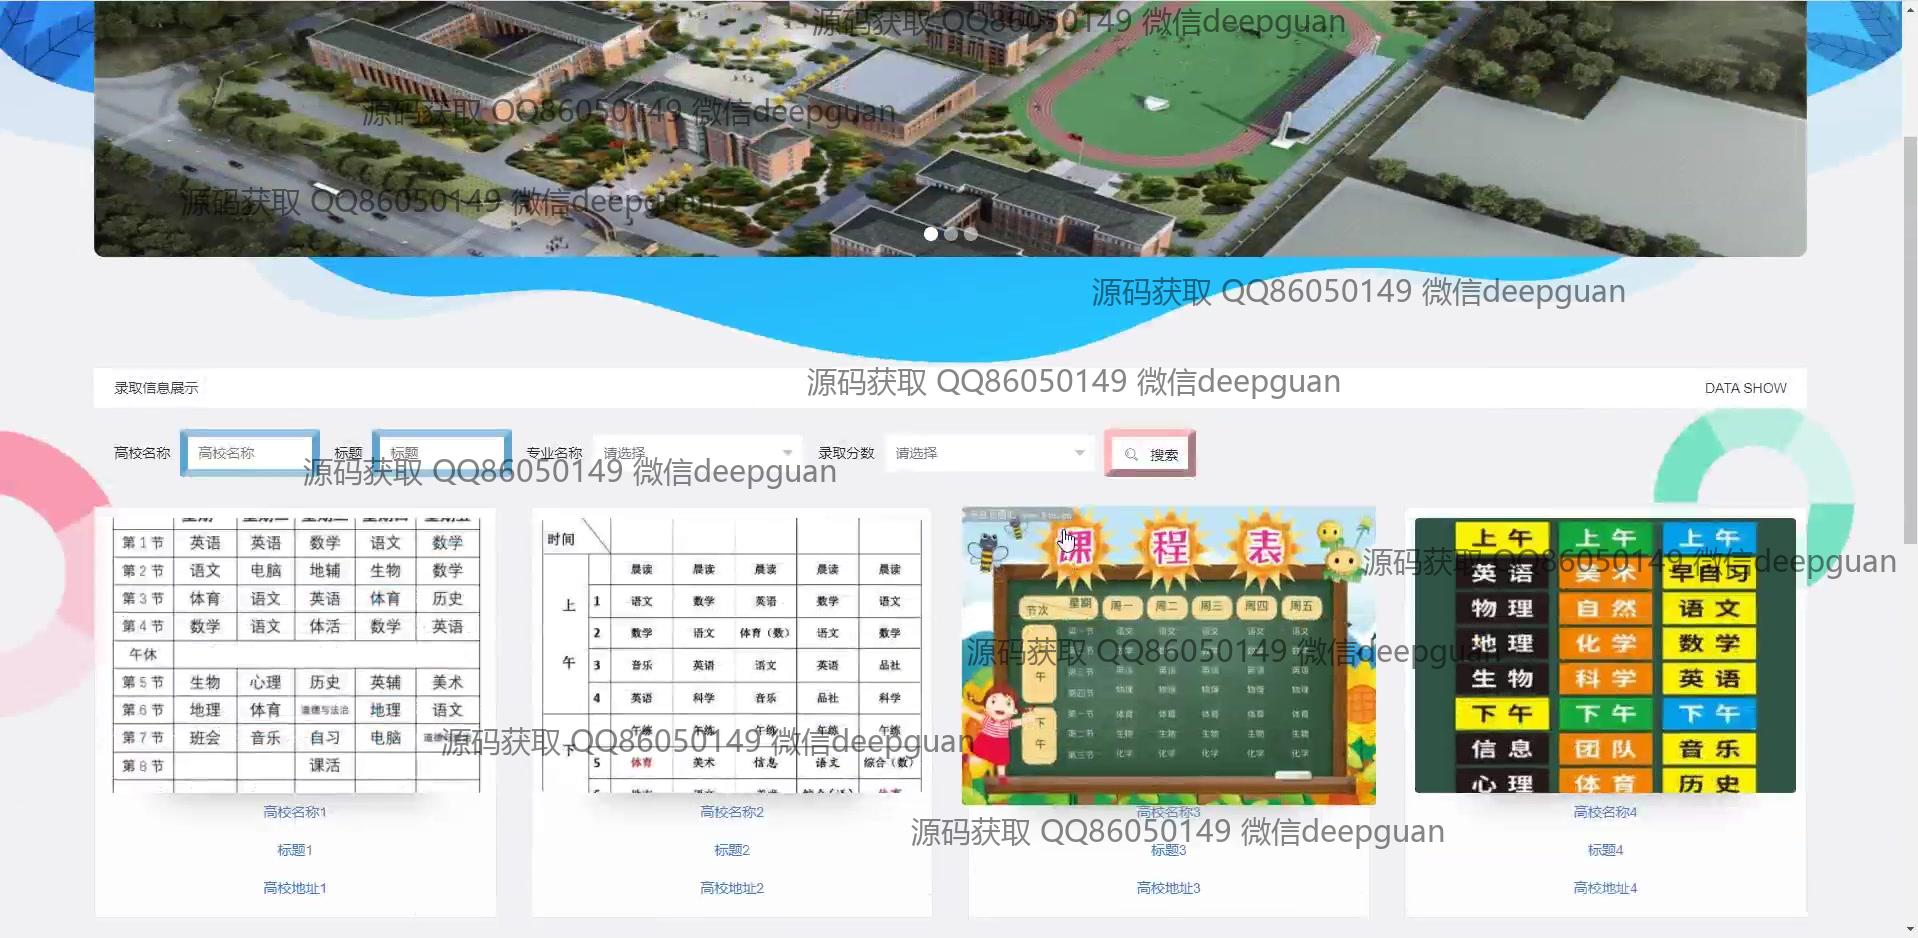 源码获取 QQ86050149 微信deepguan
源码获取 QQ86050149 微信deepguan
源码获取 QQ86050149 微信deepguan
源码获取 QQ86050149 微信deepguan
录取信息展示
源码获取 QQ86050149 微信deepguan
DATA SHOW
高校名称 高校名称 标题 标题 专业名称 请选择 录取分数 请选择 搜索
源码获取 QQ86050149 微信deepguan
第1节 英语 英语 数学 语文 数学
第2节 语文 电脑 地辅 生物 数学
第3节 体育 语文 英语 体育 历史
第4节 数学 语文 体活 数学 英语
午休
第5节 生物 心理 历史 英辅 美术
第6节 地理 体育 道德与法治 地理 语文
第7节 班会 音乐 自习 电脑
第8节 课活
时间
晨读 晨读 晨读 晨读 晨读
上午
1 语文 数学 英语 数学 语文
2 数学 语文 体育（数） 语文 数学
3 音乐 英语 语文 英语 品社
4 英语 科学 音乐 品社 科学
下
午练 午练 午练 午练 午练
5 体育 美术 信息 语文 综合（数）
课程表
节次 星期 周一 周二 周三 周四 周五
午
下午
上午 上午 上午
源码获取 QQ86050149 微信deepguan
英语 美术 早自习
物理 自然 语文
地理 化学 数学
生物 科学 英语
下午 下午 下午
信息 团队 音乐
心理 体育 历史
源码获取 QQ86050149 微信deepguan
源码获取 QQ86050149 微信deepguan
高校名称1 高校名称2 高校名称3 高校名称4
源码获取 QQ86050149 微信deepguan
标题1 标题2 标题3 标题4
高校地址1 高校地址2 高校地址3 高校地址4